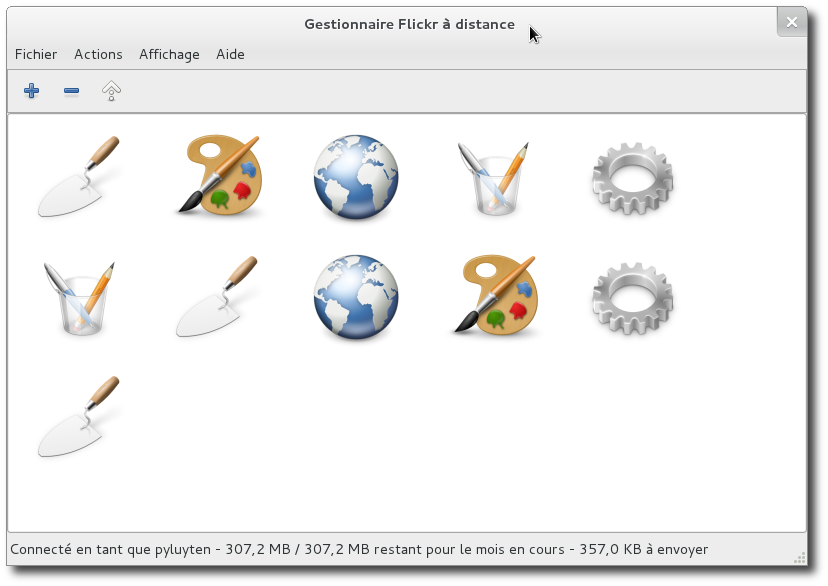 Gestionnaire Flickr à distance
Fichier Actions Affichage Aide
Connecté en tant que pyluyten - 307,2 MB / 307,2 MB restant pour le mois en cours - 357,0 KB à envoyer